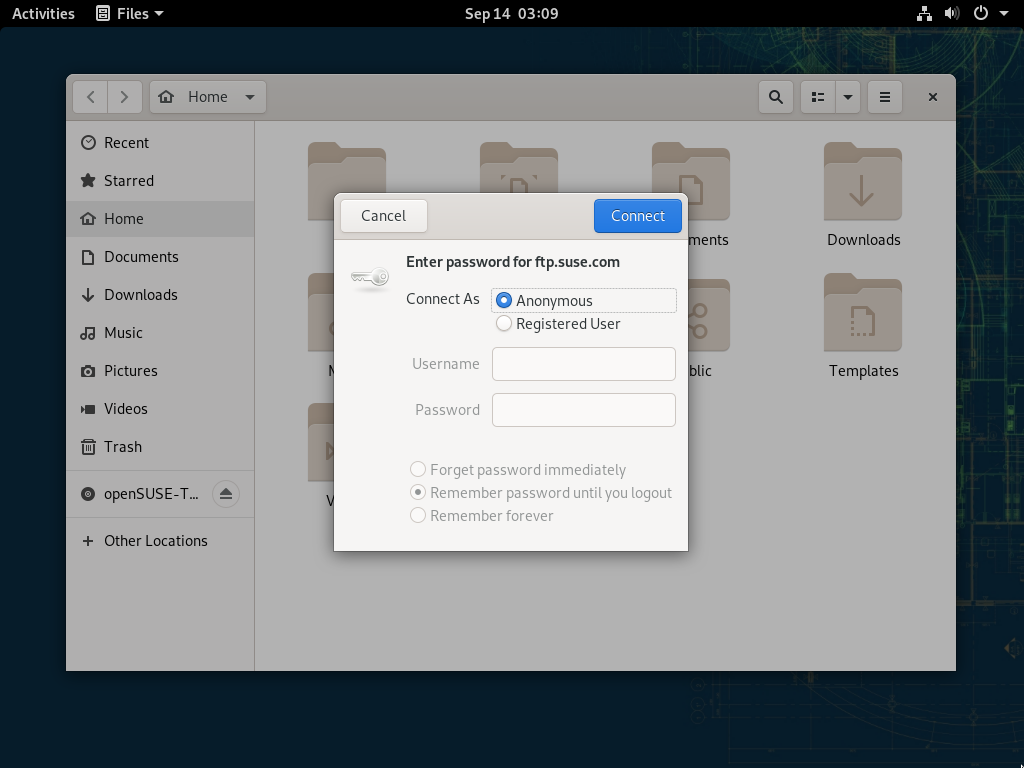 Activities Files Sep 14 03:09
Home
Recent
Starred
Home
Documents
Downloads
Music
Pictures
Videos
Trash
openSUSE-T...
Other Locations
Downloads
Templates
Cancel Connect
Enter password for ftp.suse.com
Connect As Anonymous
Registered User
Username
Password
Forget password immediately
Remember password until you logout
Remember forever